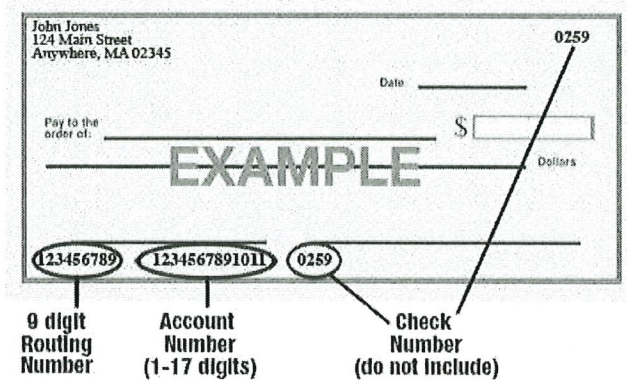 John Jones
124 Main Street
Anywhere, MA 02345
0259
Date
Pay to the
order of:
$
EXAMPLE
Dollars
123456789 1234567891011 0259
9 digit
Routing
Number
Account
Number
(1-17 digits)
Check
Number
(do not include)